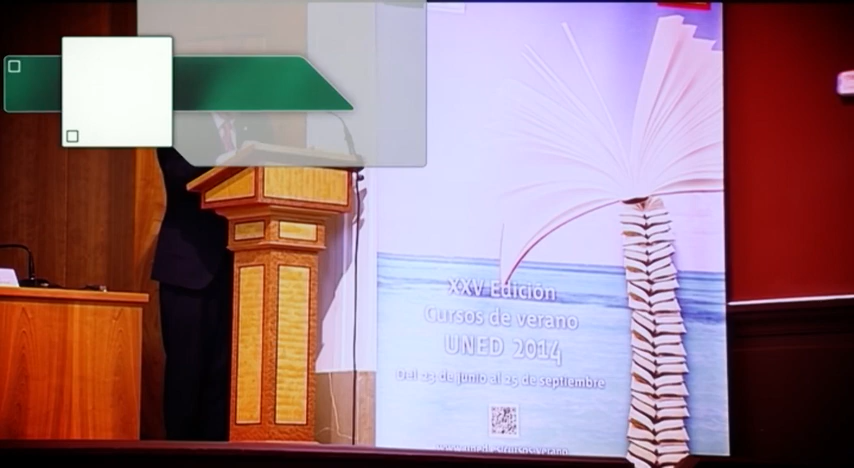 XXV Edición
Cursos de verano
UNED 2014
Del 23 de junio al 25 de septiembre